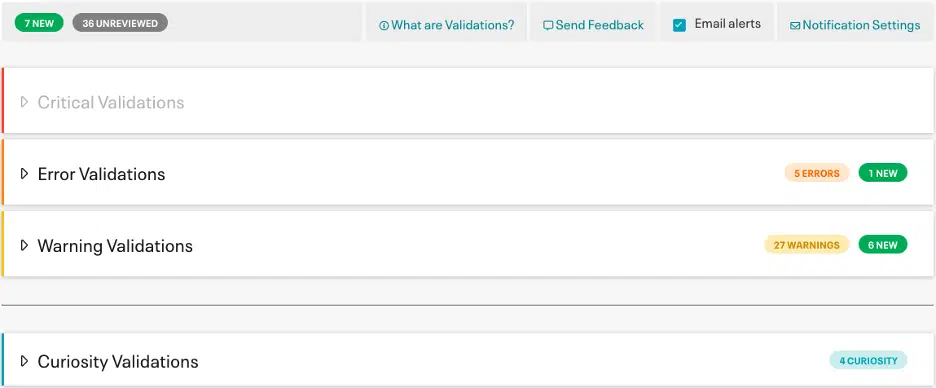 7 NEW 36 UNREVIEWED What are Validations? Send Feedback Email alerts Notification Settings
Critical Validations
Error Validations 5 ERRORS 1 NEW
Warning Validations 27 WARNINGS 6 NEW
Curiosity Validations 4 CURIOSITY